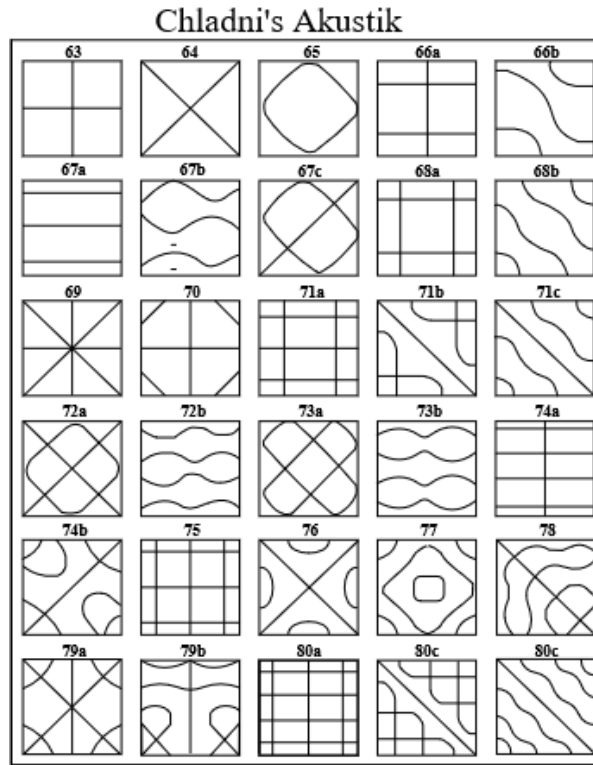 Chladni's Akustik
63 64 65 66a 66b
67a 67b 67c 68a 68b
69 70 71a 71b 71c
72a 72b 73a 73b 74a
74b 75 76 77 78
79a 79b 80a 80c 80c